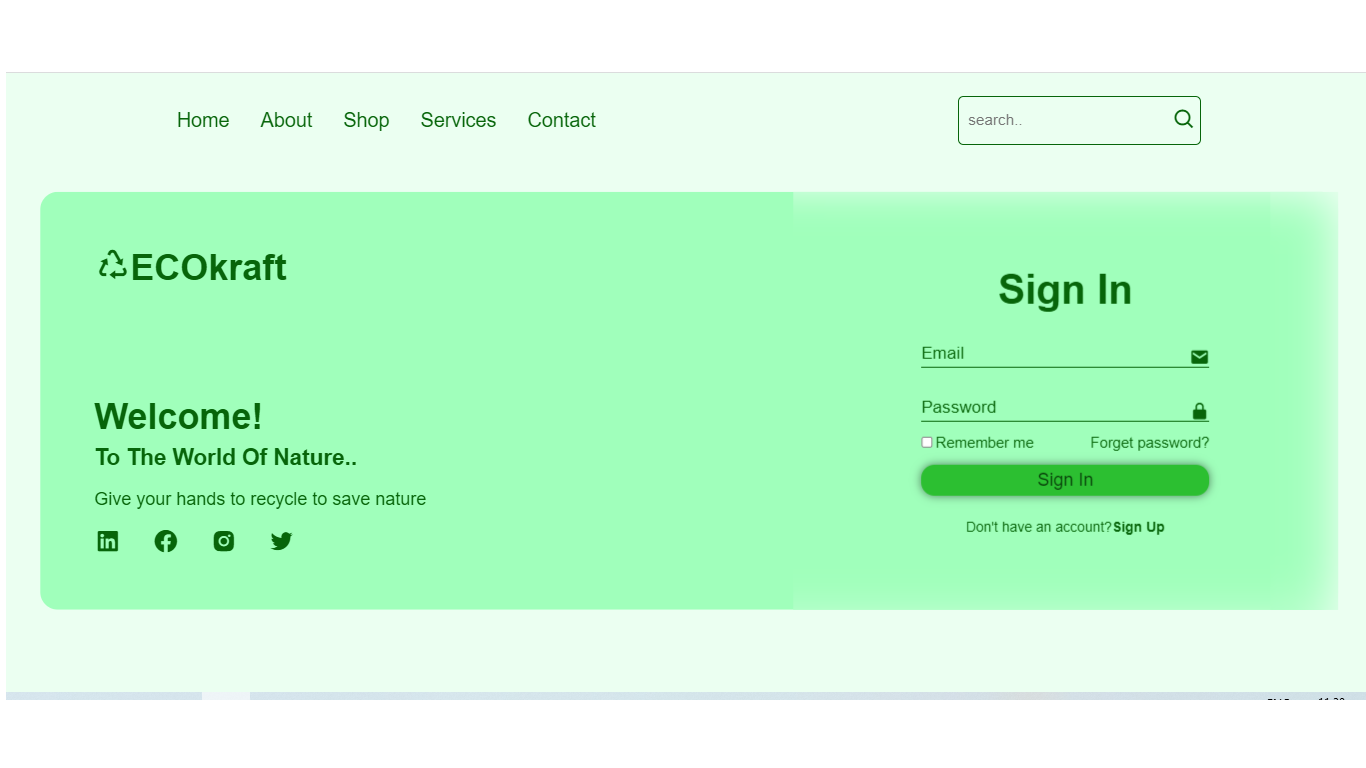 Home About Shop Services Contact
search..
ECOkraft
Welcome!
To The World Of Nature..
Give your hands to recycle to save nature
Sign In
Email
Password
Remember me Forget password?
Sign In
Don't have an account? Sign Up